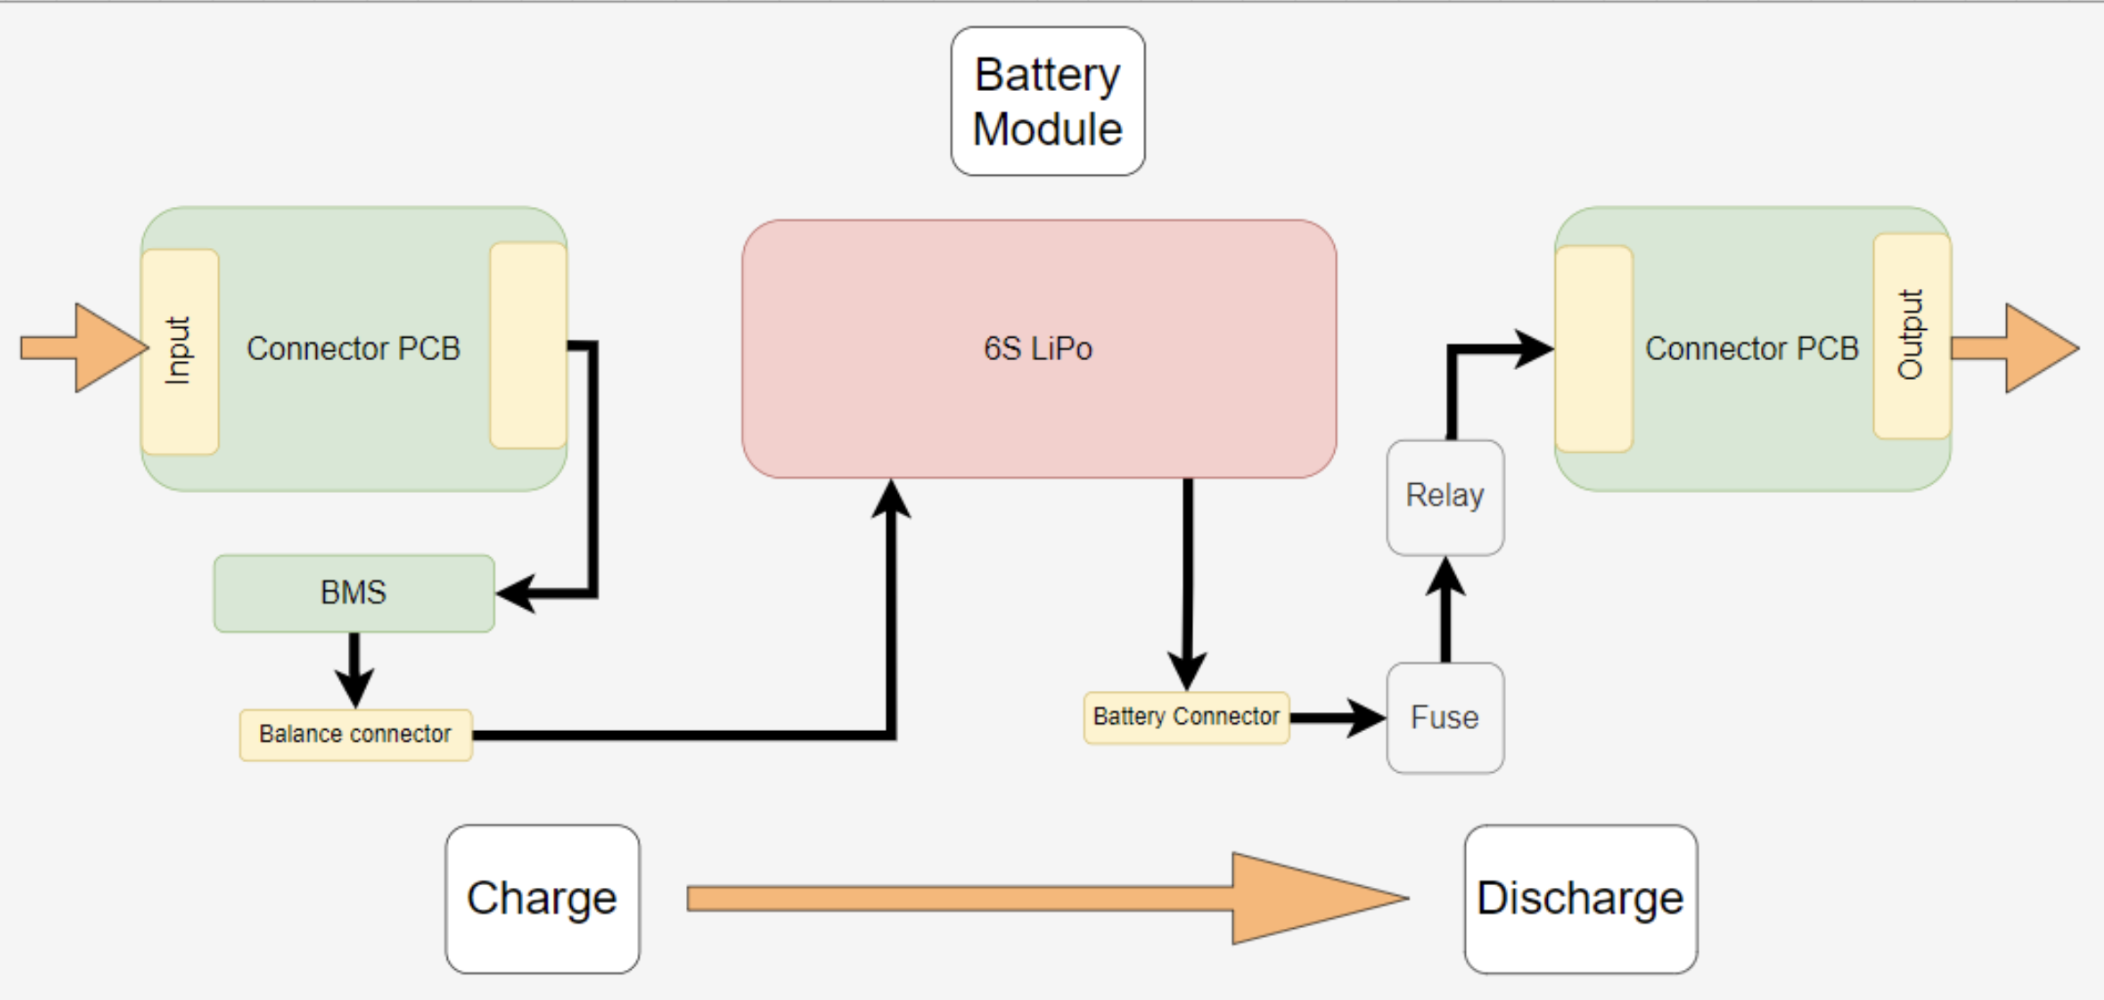 Battery
Module
Input
Connector PCB
6S LiPo
Connector PCB
Output
Relay
BMS
Balance connector
Battery Connector
Fuse
Charge
Discharge